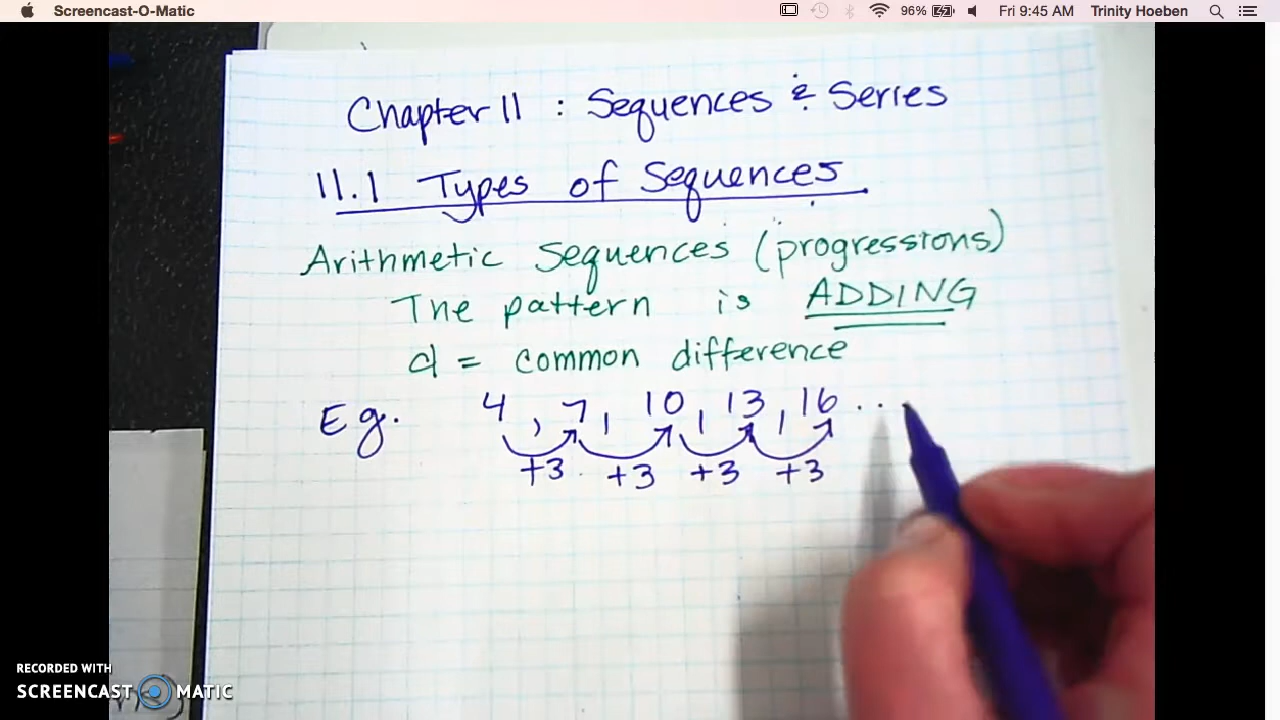 Screencast-O-Matic
96%
Fri 9:45 AM
Trinity Hoeben
Chapter 11 : Sequences & Series
11.1 Types of Sequences
Arithmetic Sequences (progressions)
The pattern is ADDING
d = common difference
Eg. 4, 7, 10, 13, 16 ...
+3 +3 +3 +3
RECORDED WITH
SCREENCAST MATIC